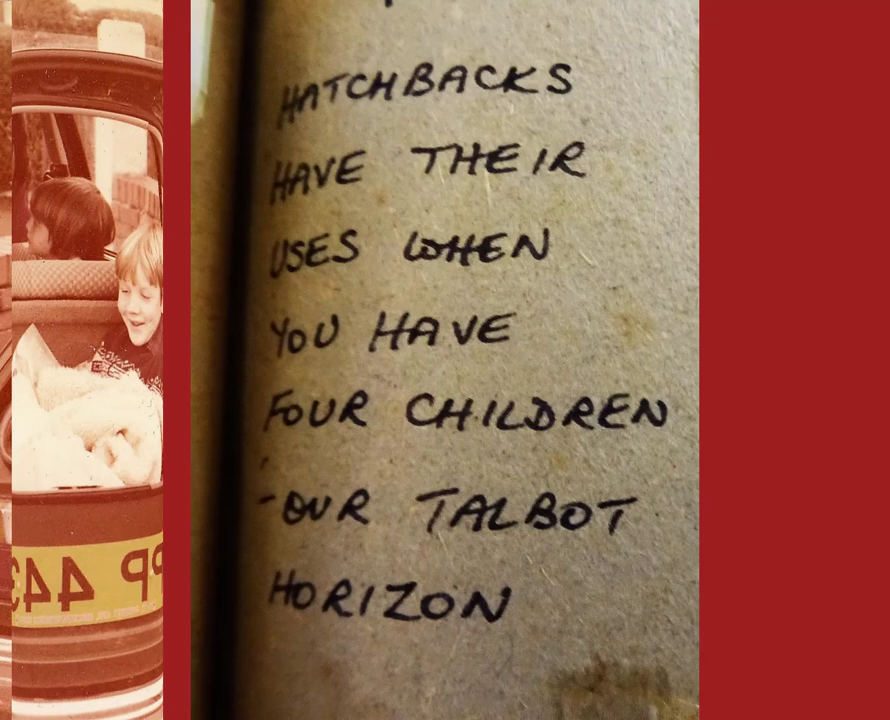 HATCHBACKS
HAVE THEIR
USES WHEN
YOU HAVE
FOUR CHILDREN
- OUR TALBOT
HORIZON